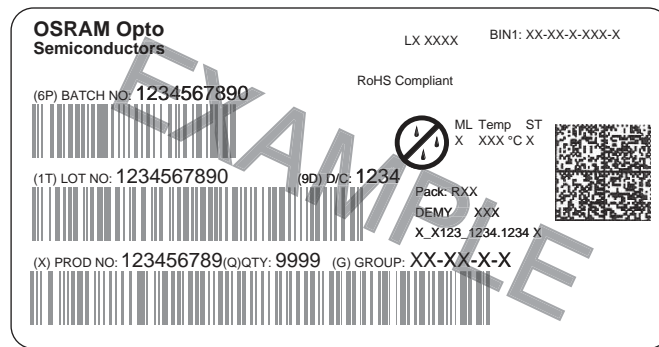 OSRAM Opto
Semiconductors
LX XXXX
BIN1: XX-XX-X-XXX-X
RoHS Compliant
(6P) BATCH NO: 1234567890
ML Temp ST
X XXX °C X
(1T) LOT NO: 1234567890 (9D) D/C: 1234
Pack: RXX
DEMY XXX
X_X123_1234.1234 X
(X) PROD NO: 123456789(Q)QTY: 9999 (G) GROUP: XX-XX-X-X
EXAMPLE